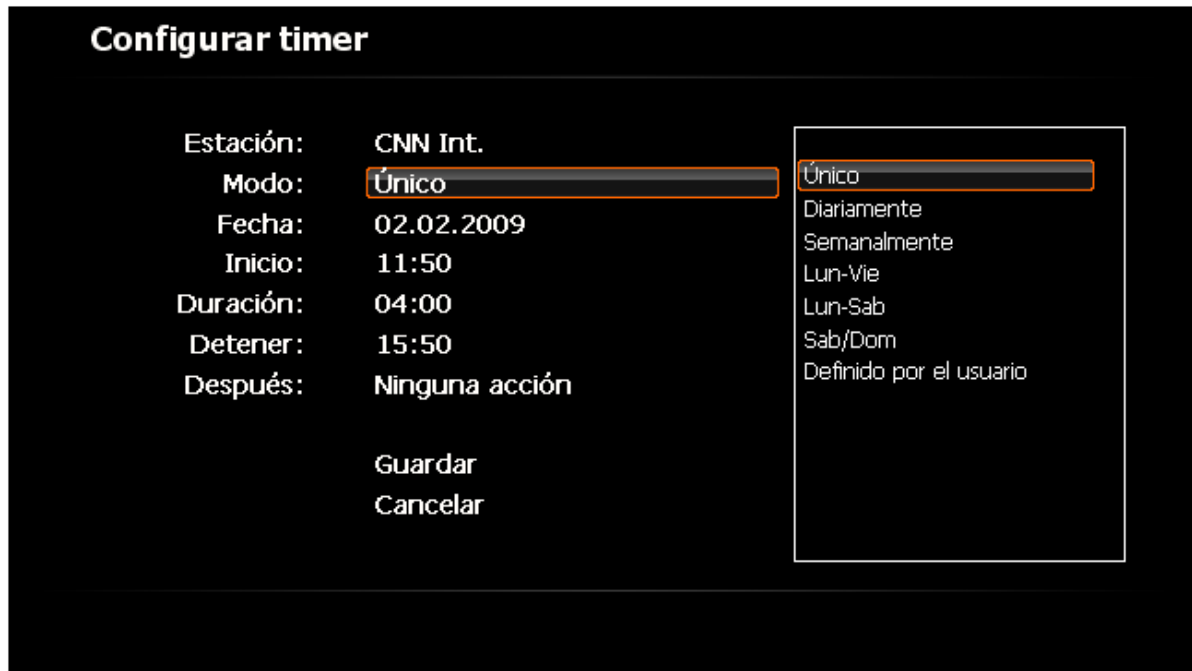 Configurar timer
Estación: CNN Int.
Modo: Único
Fecha: 02.02.2009
Inicio: 11:50
Duración: 04:00
Detener: 15:50
Después: Ninguna acción
Guardar
Cancelar
Único
Diariamente
Semanalmente
Lun-Vie
Lun-Sab
Sab/Dom
Definido por el usuario